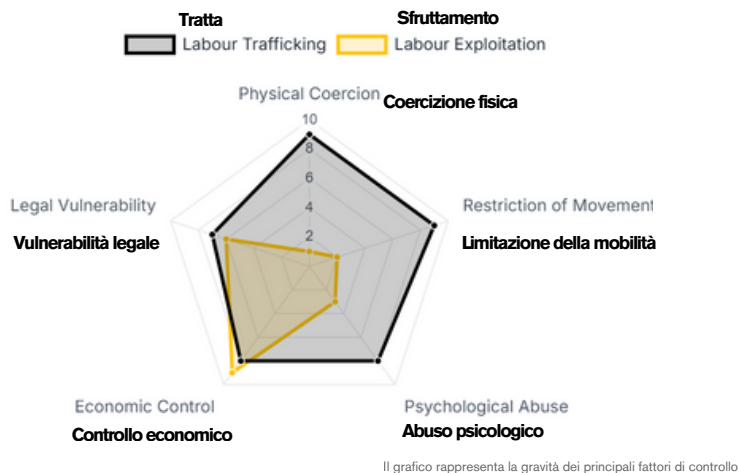 Tratta Sfruttamento
Labour Trafficking Labour Exploitation
Physical Coercion Coercizione fisica
10
8
6
4
2
Legal Vulnerability Restriction of Movement
Vulnerabilità legale Limitazione della mobilità
Economic Control Psychological Abuse
Controllo economico Abuso psicologico
Il grafico rappresenta la gravità dei principali fattori di controllo